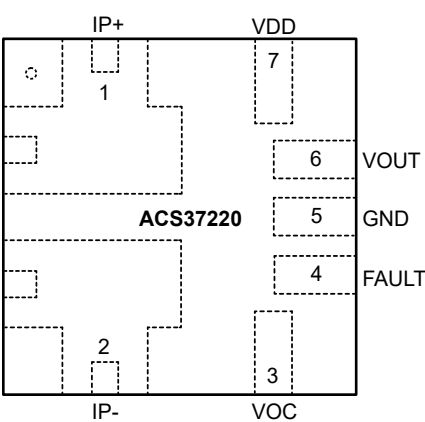 IP+ VDD
7
1
6 VOUT
ACS37220 5 GND
4 FAULT
2
3
IP- VOC